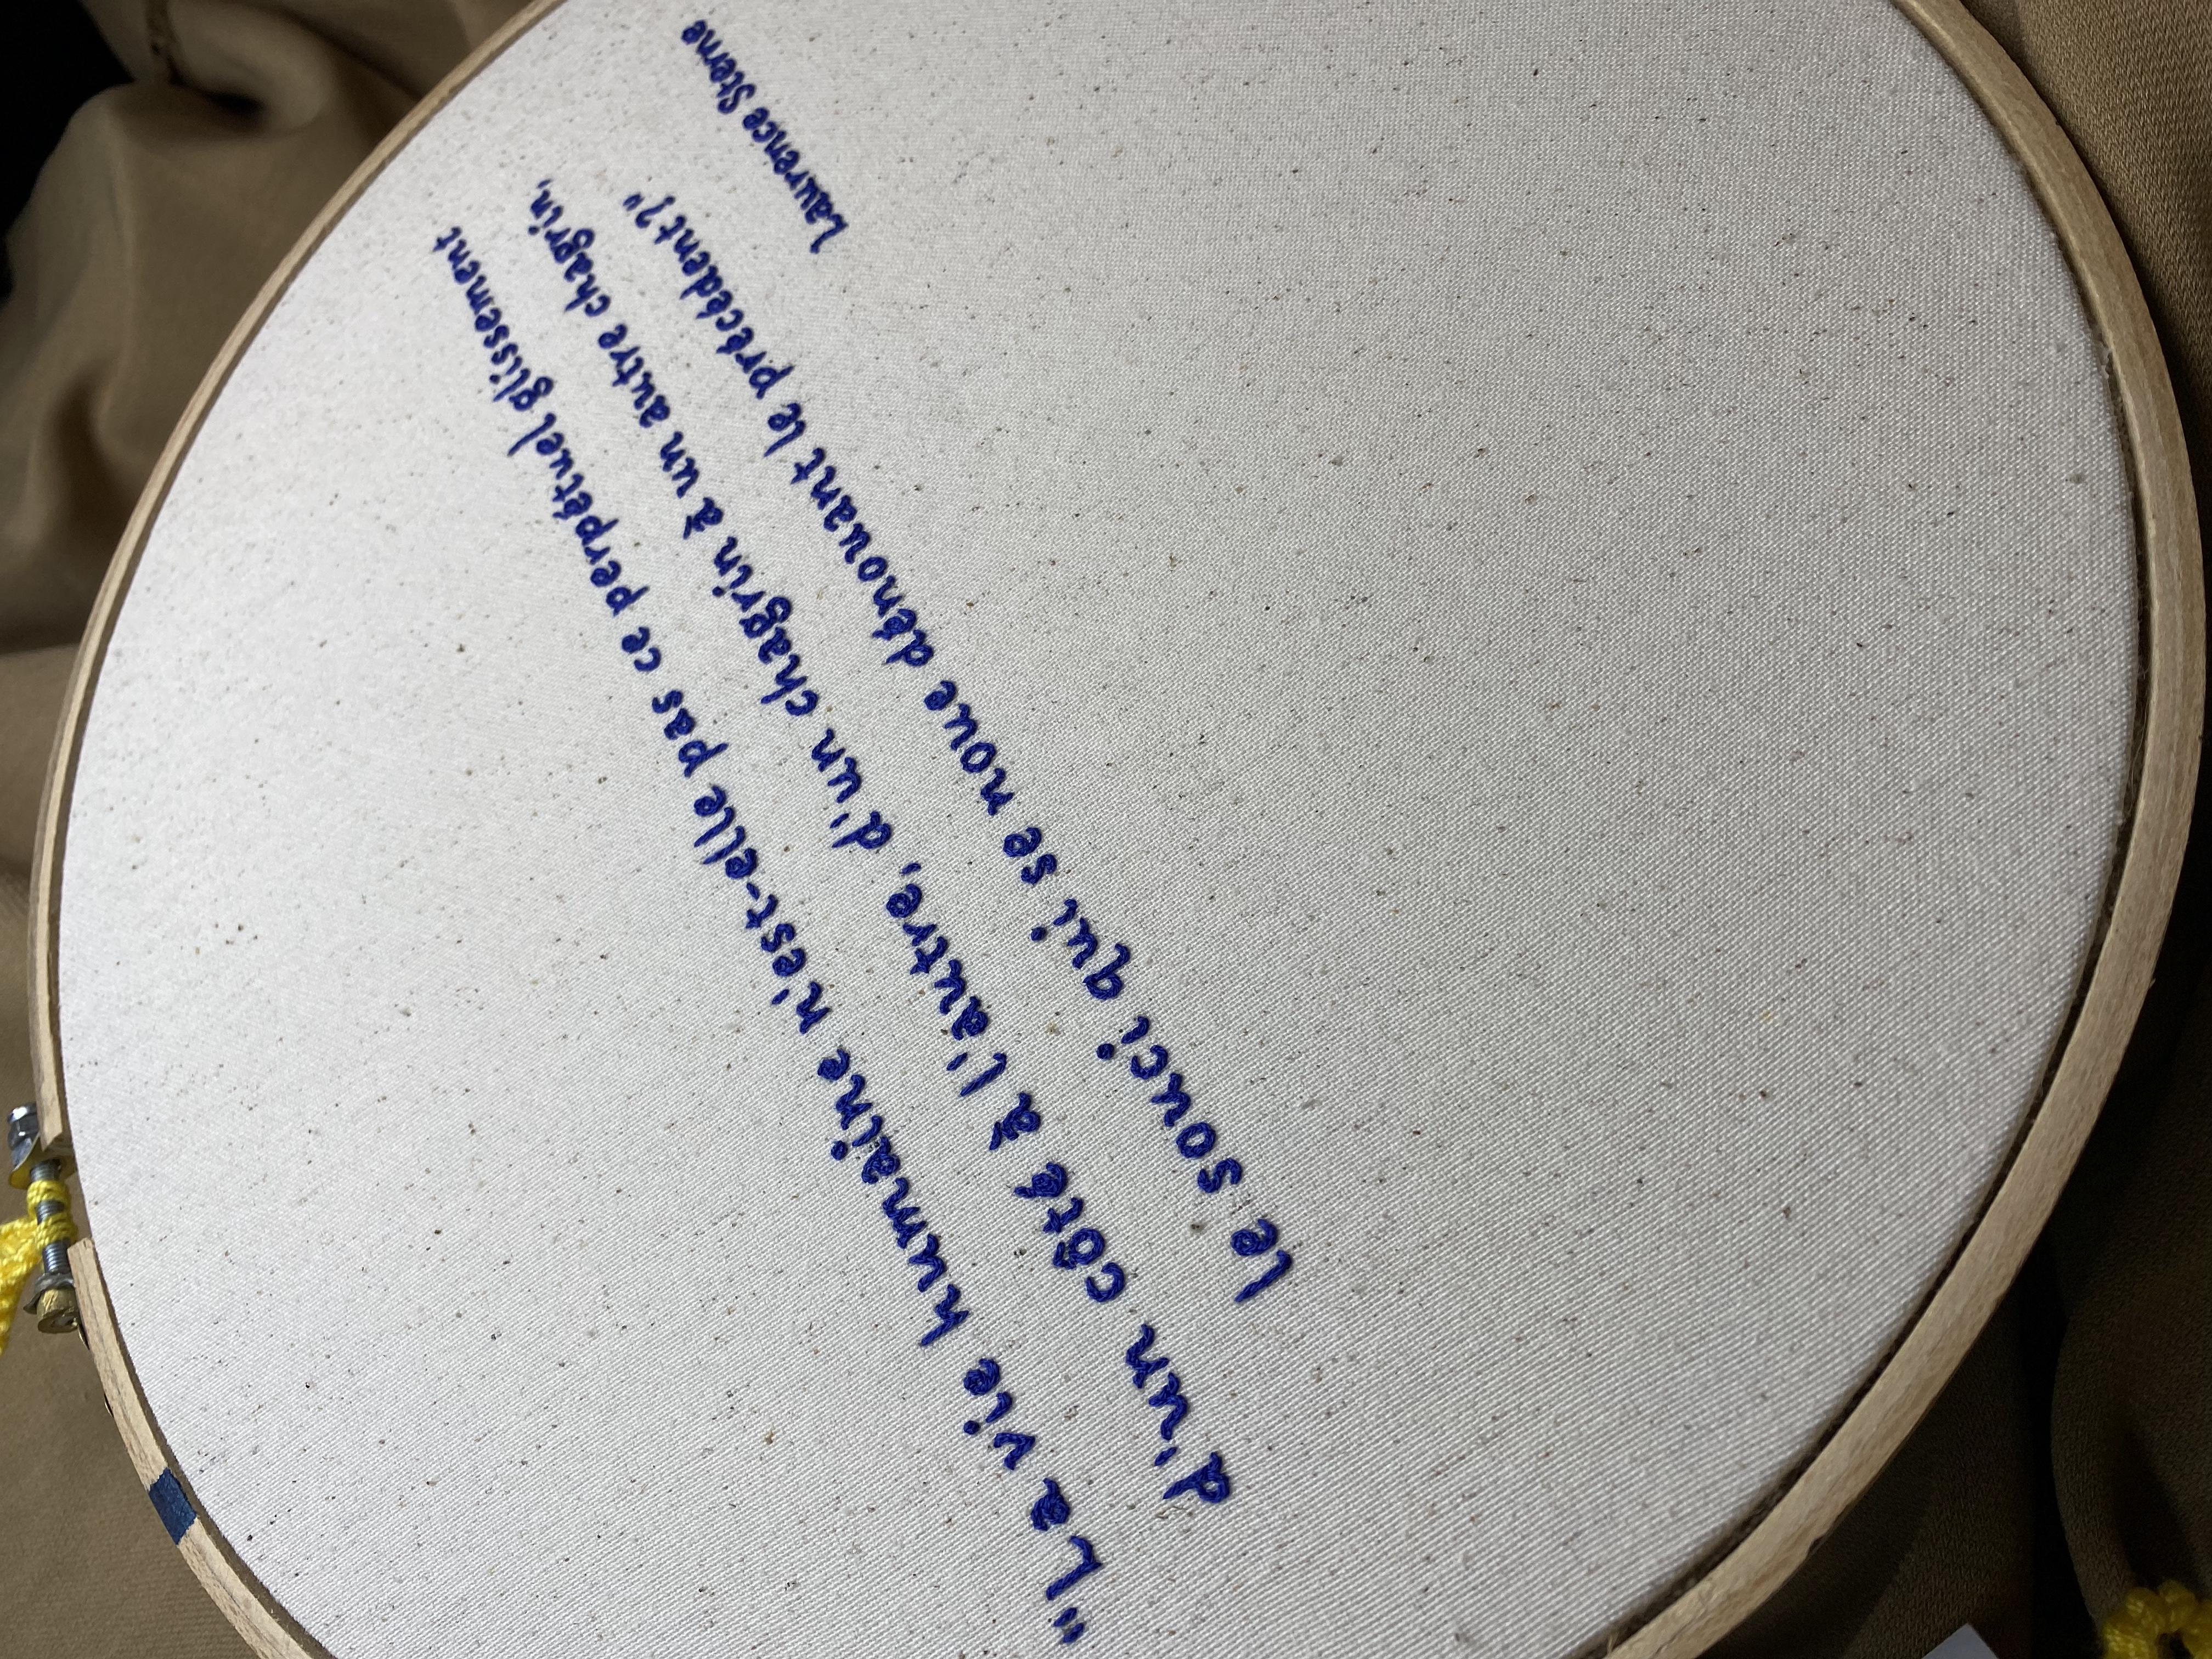 "La vie humaine n'est-elle pas ce perpétuel glissement
d'un côté à l'autre, d'un chagrin à un autre chagrin,
le souci qui se noue dénouant le précédent?"
Laurence Sterne